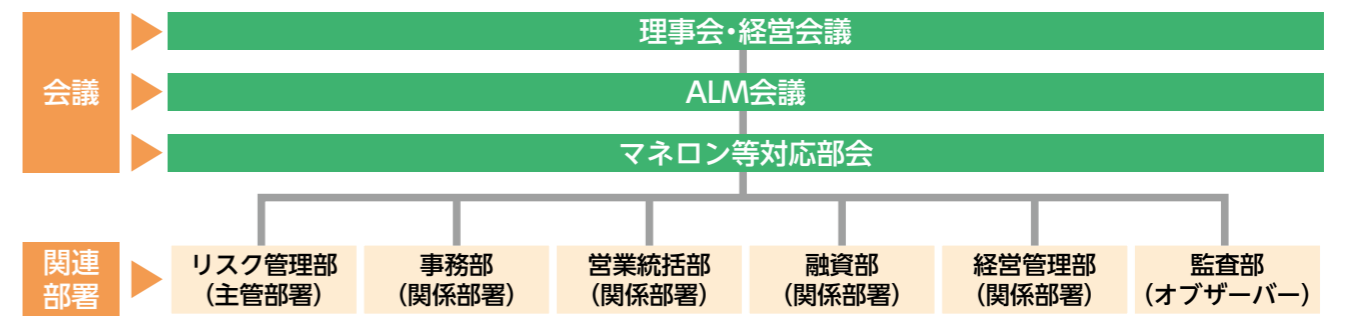 会議
理事会・経営会議
ALM会議
マネロン等対応部会
関連
部署
リスク管理部
（主管部署）
事務部
（関係部署）
営業統括部
（関係部署）
融資部
（関係部署）
経営管理部
（関係部署）
監査部
（オブザーバー）